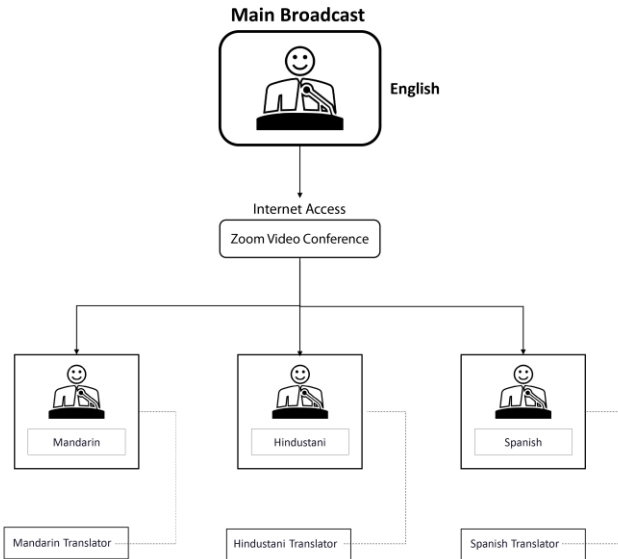 Main Broadcast
English
Internet Access
Zoom Video Conference
Mandarin
Hindustani
Spanish
Mandarin Translator
Hindustani Translator
Spanish Translator